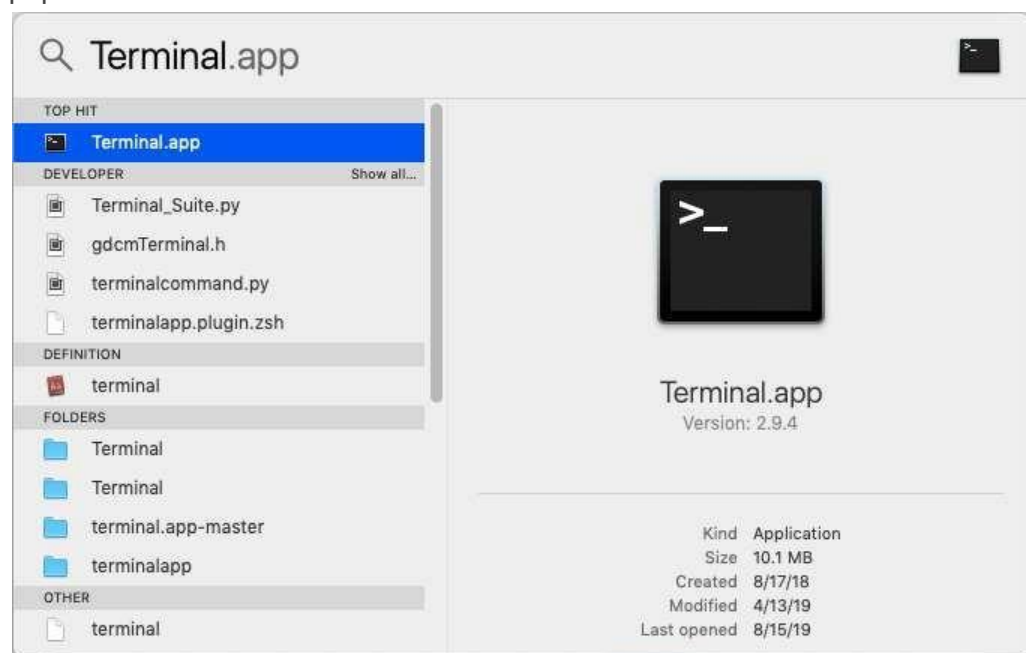 Terminal.app
TOP HIT
Terminal.app
DEVELOPER Show all...
Terminal_Suite.py
gdcmTerminal.h
terminalcommand.py
terminalapp.plugin.zsh
DEFINITION
terminal
FOLDERS
Terminal
Terminal
terminal.app-master
terminalapp
OTHER
terminal
>_
Terminal.app
Version: 2.9.4
Kind Application
Size 10.1 MB
Created 8/17/18
Modified 4/13/19
Last opened 8/15/19